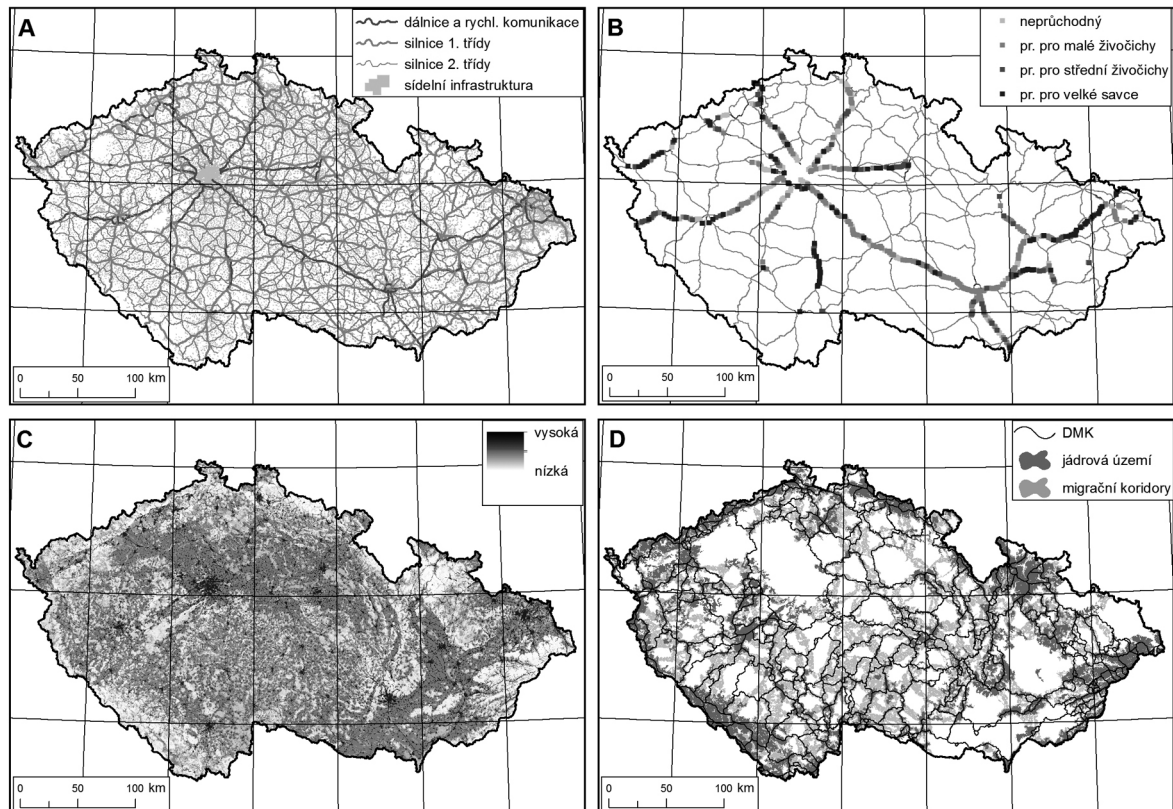 A
dálnice a rychl. komunikace
silnice 1. třídy
silnice 2. třídy
sídelní infrastruktura
0 50 100 km
B
neprůchodný
pr. pro malé živočichy
pr. pro střední živočichy
pr. pro velké savce
0 50 100 km
C
vysoká
nízká
0 50 100 km
D
DMK
jádrová území
migrační koridory
0 50 100 km